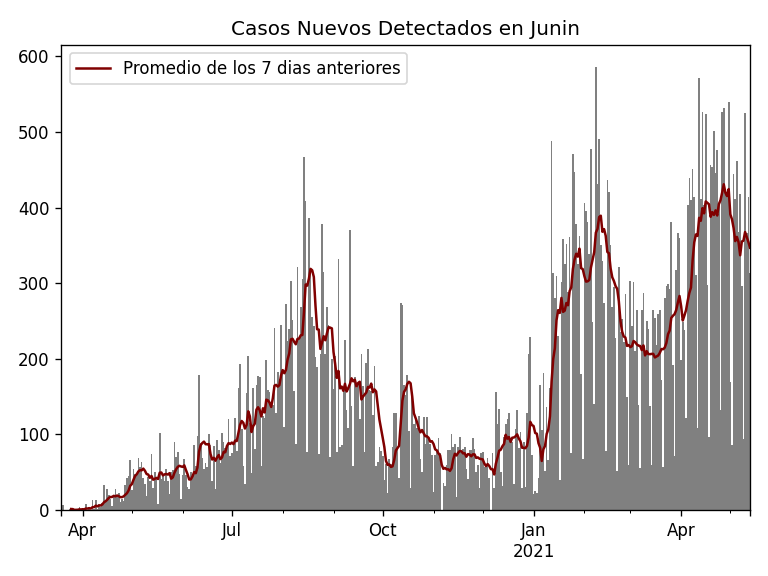 Casos Nuevos Detectados en Junin
Promedio de los 7 dias anteriores
600
500
400
300
200
100
0
Apr
Jul
Oct
Jan
2021
Apr